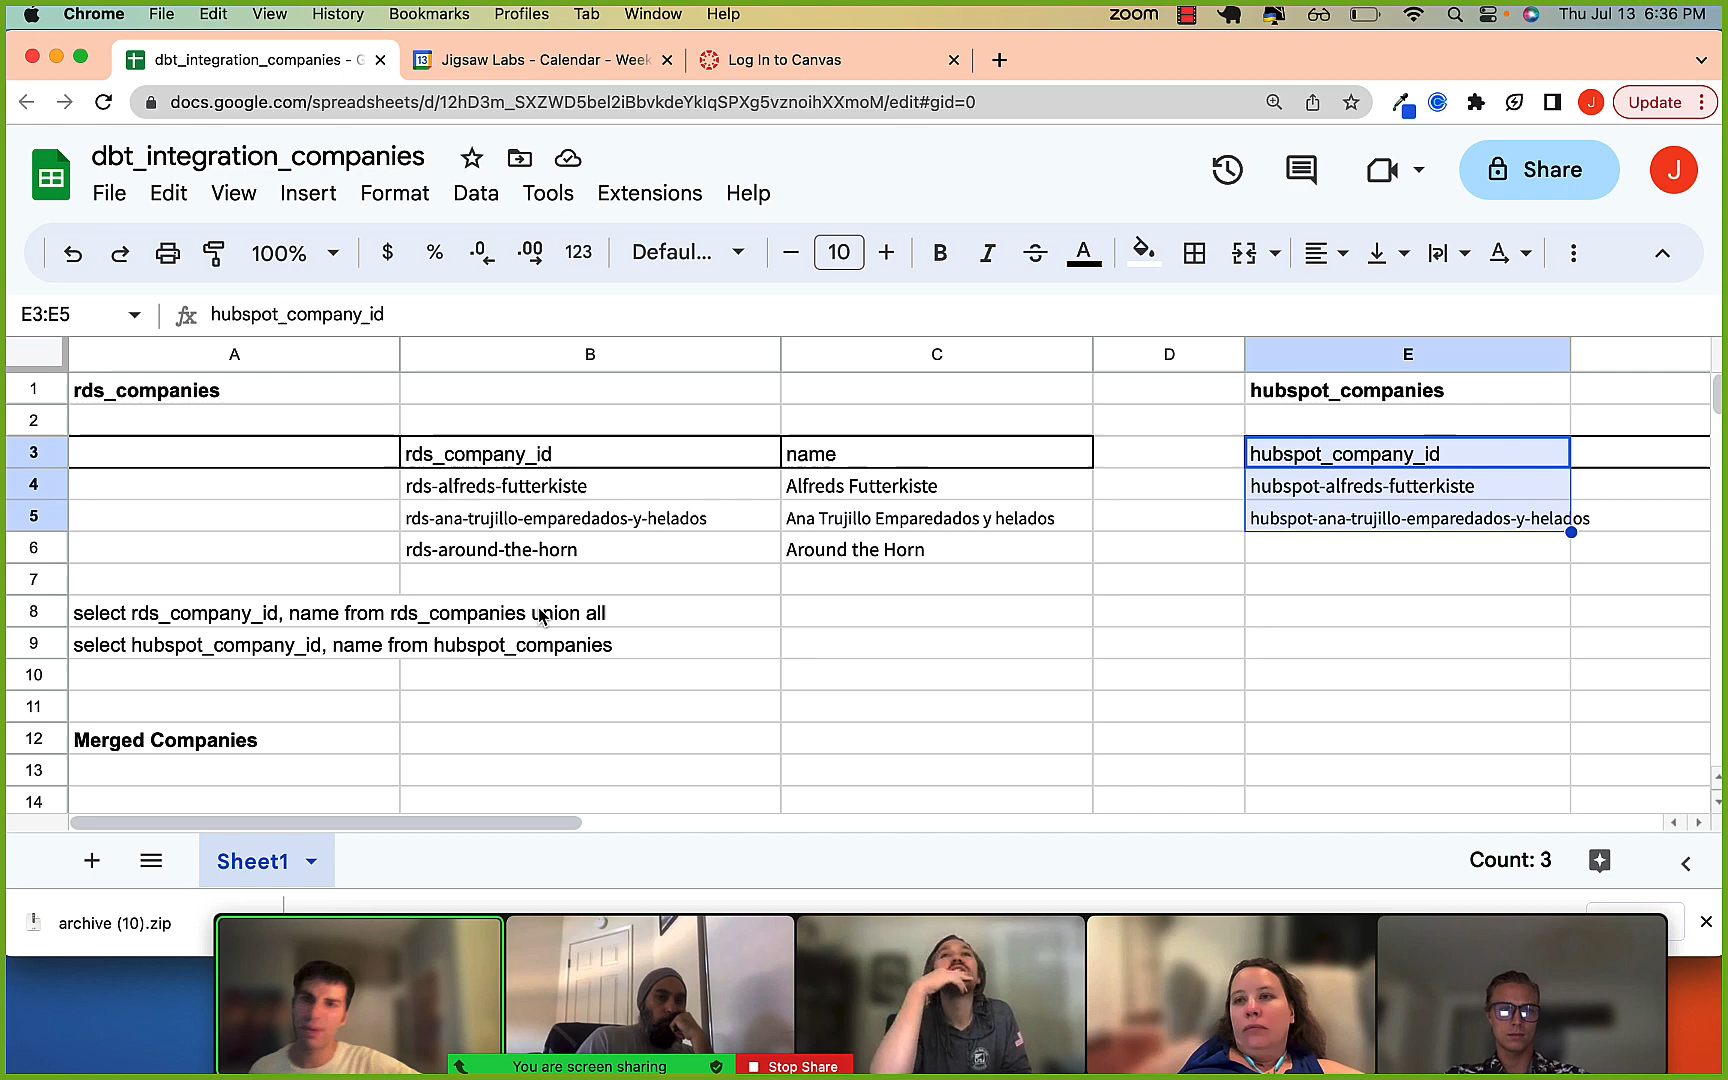 Chrome File Edit View History Bookmarks Profiles Tab Window Help zoom Thu Jul 13 6:36 PM
dbt_integration_companies - G 13 Jigsaw Labs - Calendar - Week Log In to Canvas
docs.google.com/spreadsheets/d/12hD3m_SXZWD5bel2iBbvkdeYkIqSPXg5vznoihXXmoM/edit#gid=0 J Update
dbt_integration_companies
File Edit View Insert Format Data Tools Extensions Help Share J
100% $ % .0 .00 123 Defaul... 10 B I S A
E3:E5 fx hubspot_company_id
A B C D E
1 rds_companies hubspot_companies
2
3 rds_company_id name hubspot_company_id
4 rds-alfreds-futterkiste Alfreds Futterkiste hubspot-alfreds-futterkiste
5 rds-ana-trujillo-emparedados-y-helados Ana Trujillo Emparedados y helados hubspot-ana-trujillo-emparedados-y-helados
6 rds-around-the-horn Around the Horn
7
8 select rds_company_id, name from rds_companies union all
9 select hubspot_company_id, name from hubspot_companies
10
11
12 Merged Companies
13
14
Sheet1 Count: 3
archive (10).zip
You are screen sharing Stop Share